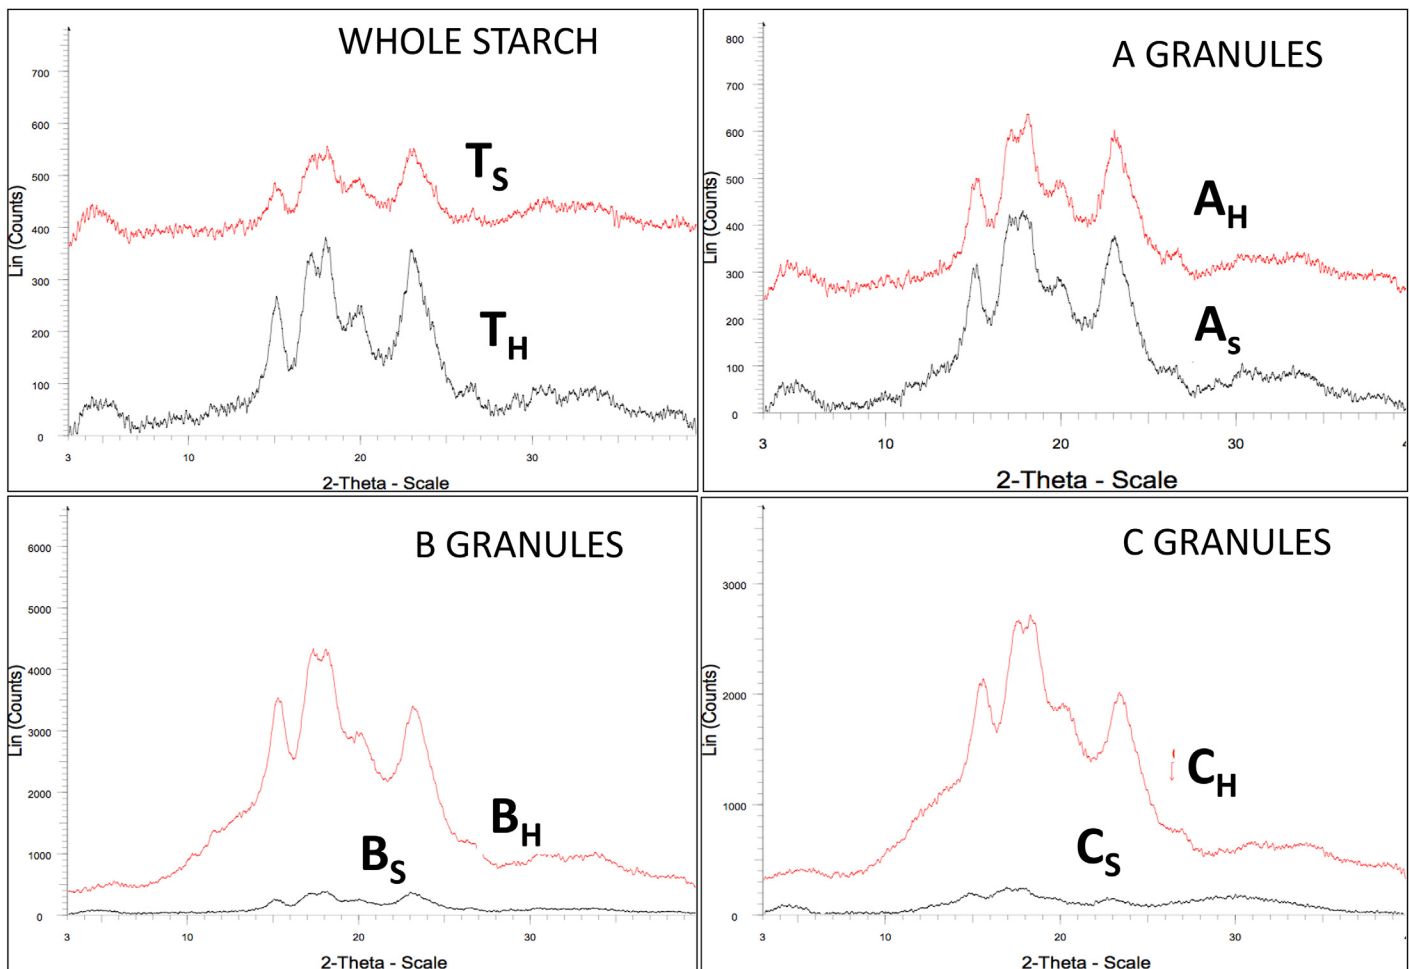 WHOLE STARCH
700
600
500
400
300
200
100
0
Lin (Counts)
T_S
T_H
3 10 20 30
2-Theta - Scale
A GRANULES
800
700
600
500
400
300
200
100
0
Lin (Counts)
A_H
A_s
3 10 20 30
2-Theta - Scale
B GRANULES
6000
5000
4000
3000
2000
1000
0
Lin (Counts)
B_H
B_S
3 10 20 30
2-Theta - Scale
C GRANULES
3000
2000
1000
0
Lin (Counts)
C_H
C_S
3 10 20 30
2-Theta - Scale